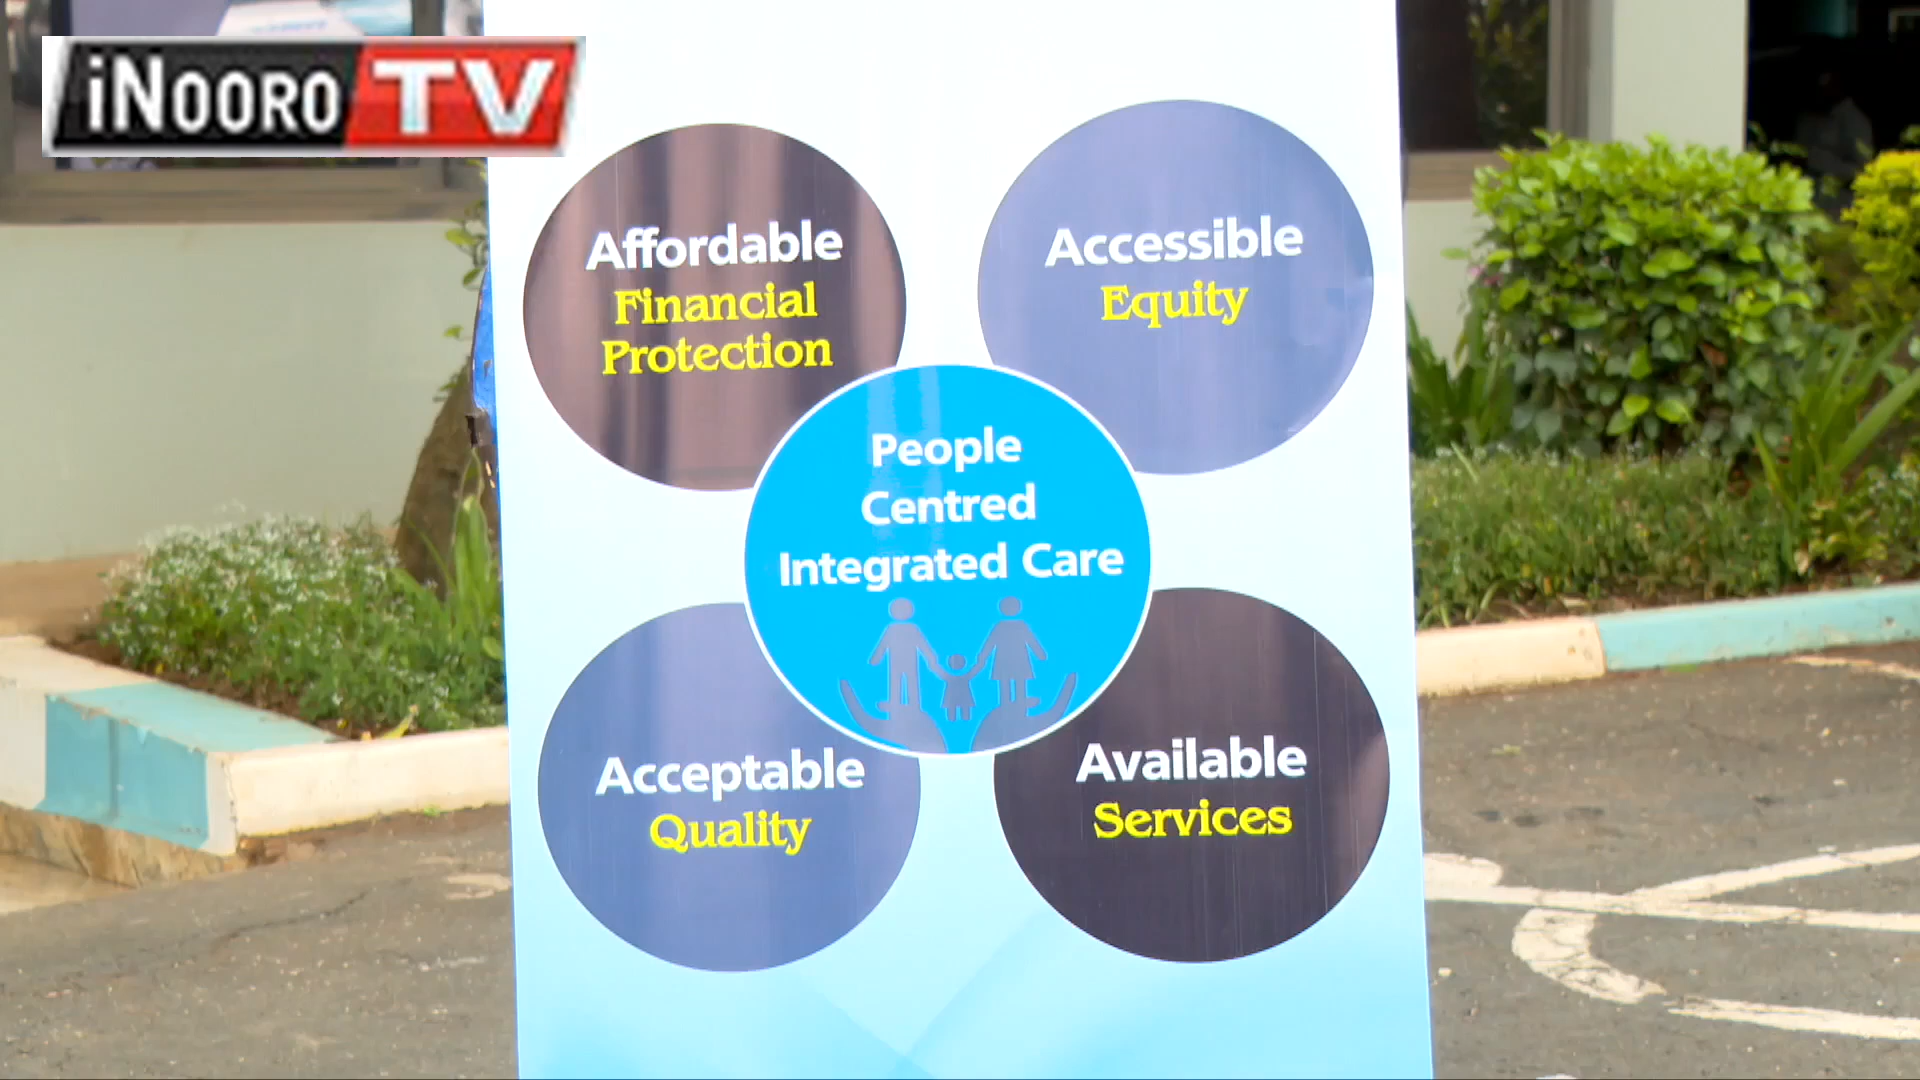 iNooro TV
Affordable
Financial
Protection
Accessible
Equity
People
Centred
Integrated Care
Acceptable
Quality
Available
Services